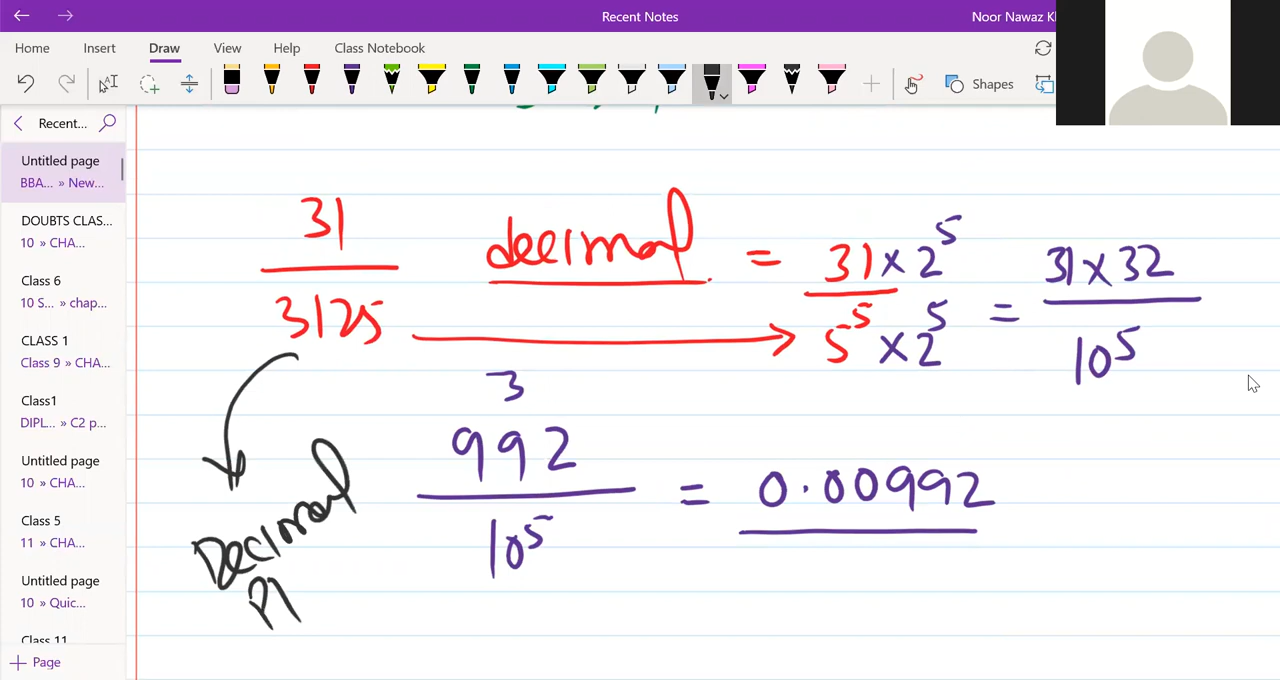 Recent Notes
Noor Nawaz Kh
Home Insert Draw View Help Class Notebook
Shapes
Recent...
Untitled page
BBA... » New...
DOUBTS CLAS...
10 » CHA...
Class 6
10 S... » chap...
CLASS 1
Class 9 » CHA...
Class1
DIPL... » C2 p...
Untitled page
10 » CHA...
Class 5
11 » CHA...
Untitled page
10 » Quic...
Class 11
Page
31
3125
decimal
= 31 × 2^5
5^5 × 2^5
= 31 × 32
10^5
3
992
10^5
= 0.00992
Decimal
Pl